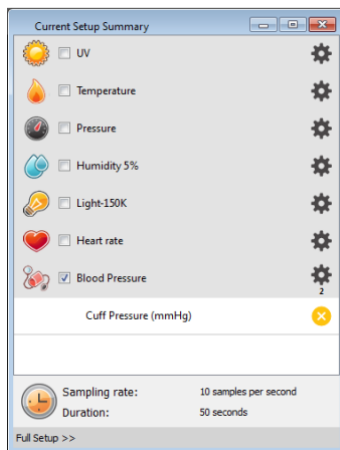 Current Setup Summary
UV
Temperature
Pressure
Humidity 5%
Light-150K
Heart rate
Blood Pressure
2
Cuff Pressure (mmHg)
Sampling rate: 10 samples per second
Duration: 50 seconds
Full Setup >>